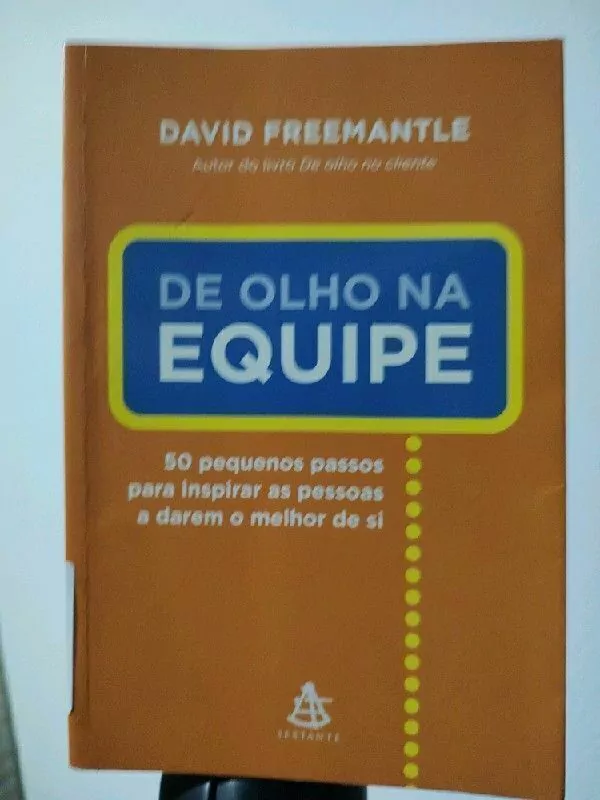 DAVID FREEMANTLE
Autor do livro De olho no cliente
DE OLHO NA
EQUIPE
50 pequenos passos
para inspirar as pessoas
a darem o melhor de si
SEXTANTE